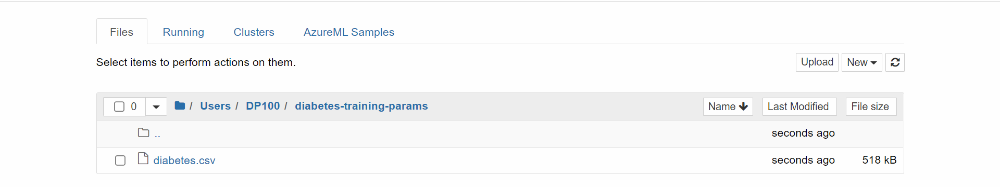 Files Running Clusters AzureML Samples
Select items to perform actions on them. Upload New
0 / Users / DP100 / diabetes-training-params Name Last Modified File size
.. seconds ago
diabetes.csv seconds ago 518 kB